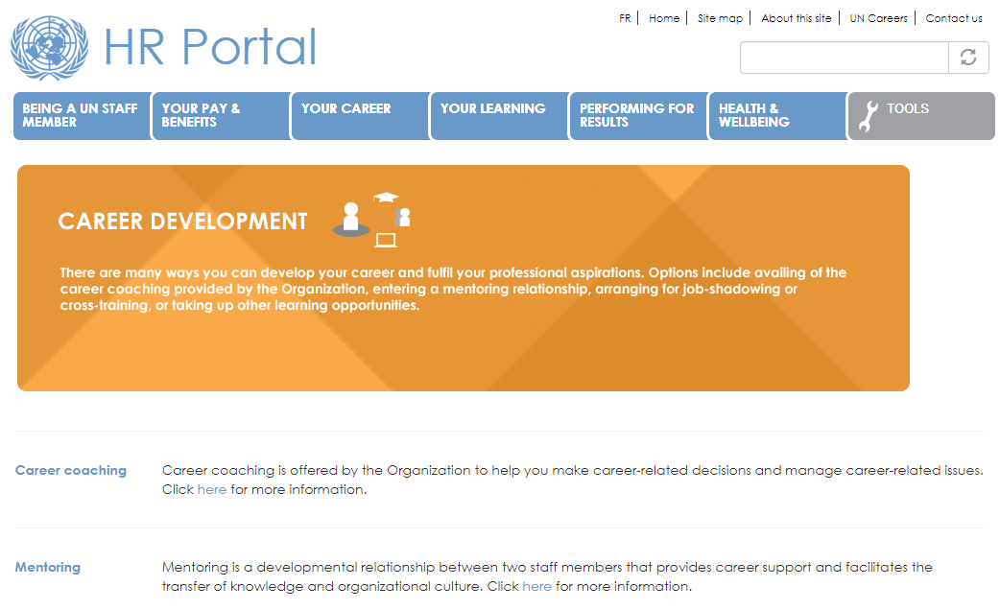 FR | Home | Site map | About this site | UN Careers | Contact us
HR Portal
BEING A UN STAFF
MEMBER
YOUR PAY &
BENEFITS
YOUR CAREER
YOUR LEARNING
PERFORMING FOR
RESULTS
HEALTH &
WELLBEING
TOOLS
CAREER DEVELOPMENT
There are many ways you can develop your career and fulfil your professional aspirations. Options include availing of the
career coaching provided by the Organization, entering a mentoring relationship, arranging for job-shadowing or
cross-training, or taking up other learning opportunities.
Career coaching
Career coaching is offered by the Organization to help you make career-related decisions and manage career-related issues.
Click here for more information.
Mentoring
Mentoring is a developmental relationship between two staff members that provides career support and facilitates the
transfer of knowledge and organizational culture. Click here for more information.